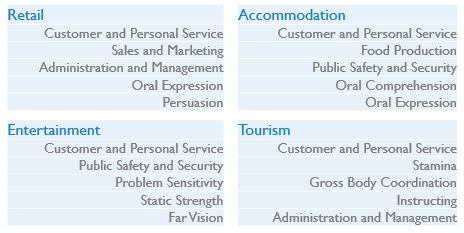 Retail
Customer and Personal Service
Sales and Marketing
Administration and Management
Oral Expression
Persuasion
Accommodation
Customer and Personal Service
Food Production
Public Safety and Security
Oral Comprehension
Oral Expression
Entertainment
Customer and Personal Service
Public Safety and Security
Problem Sensitivity
Static Strength
Far Vision
Tourism
Customer and Personal Service
Stamina
Gross Body Coordination
Instructing
Administration and Management